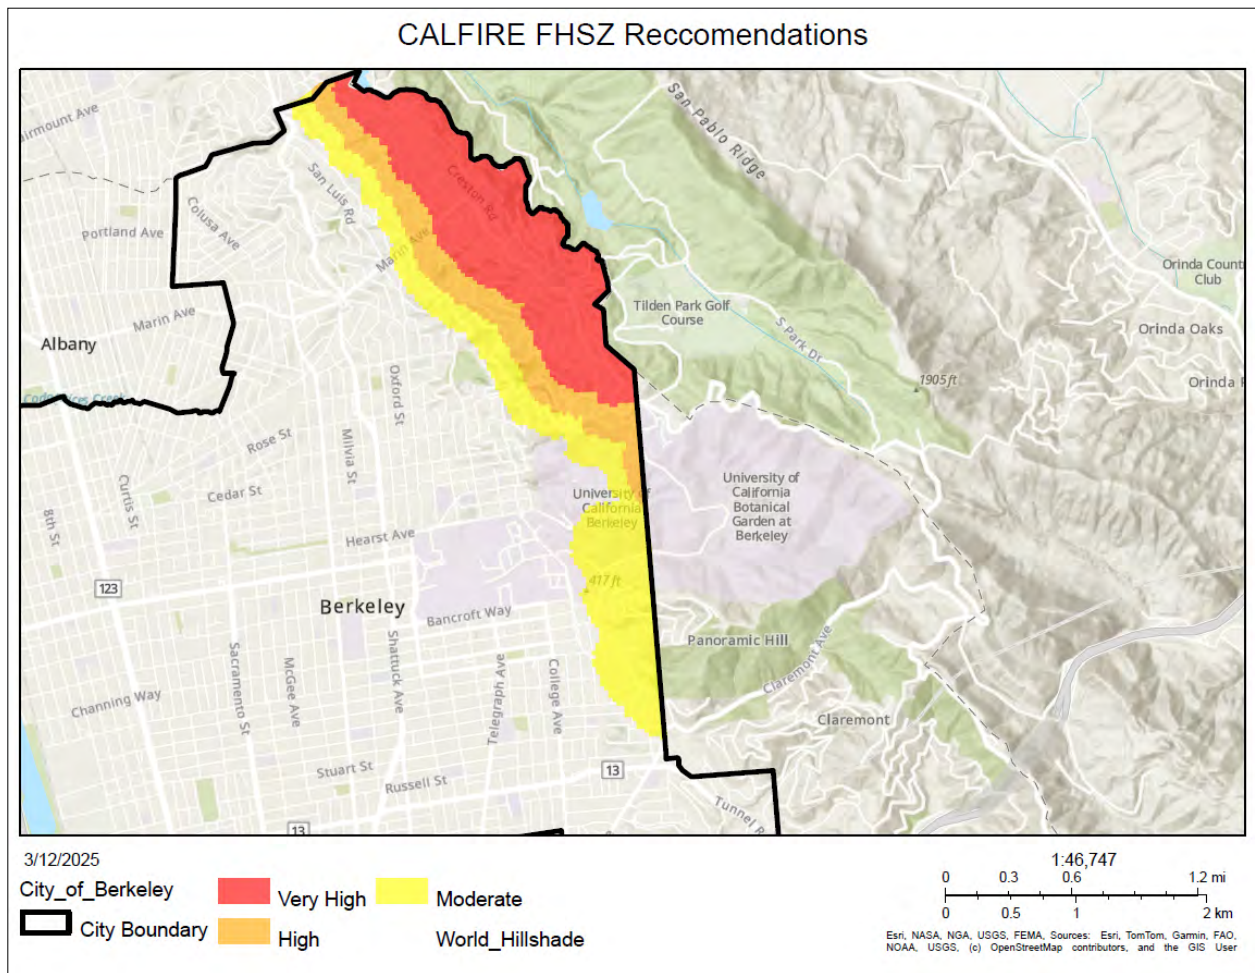 CALFIRE FHSZ Reccomendations
San Pablo Ridge
airmount Ave
San Luis Rd
Creston Rd
Colusa Ave
Portland Ave
Marin Ave
Orinda Count
Club
Tilden Park Golf
Course
Marin Ave
S Park Dr
Orinda Oaks
Albany
Orinda
1905 ft
Oxford St
Rose St
Milvia St
Cedar St
Curtis St
8th St
University of
California
Berkeley
University of
California
Botanical
Garden at
Berkeley
Hearst Ave
123
417 ft
Berkeley
Bancroft Way
Panoramic Hill
Claremont Ave
Sacramento St
McGee Ave
Shattuck Ave
Telegraph Ave
College Ave
Channing Way
Claremont
Stuart St
Russell St
13
Tunnel R
13
3/12/2025
City_of_Berkeley
City Boundary
Very High
High
Moderate
World_Hillshade
1:46,747
0 0.3 0.6 1.2 mi
0 0.5 1 2 km
Esri, NASA, NGA, USGS, FEMA, Sources: Esri, TomTom, Garmin, FAO,
NOAA, USGS, (c) OpenStreetMap contributors, and the GIS User